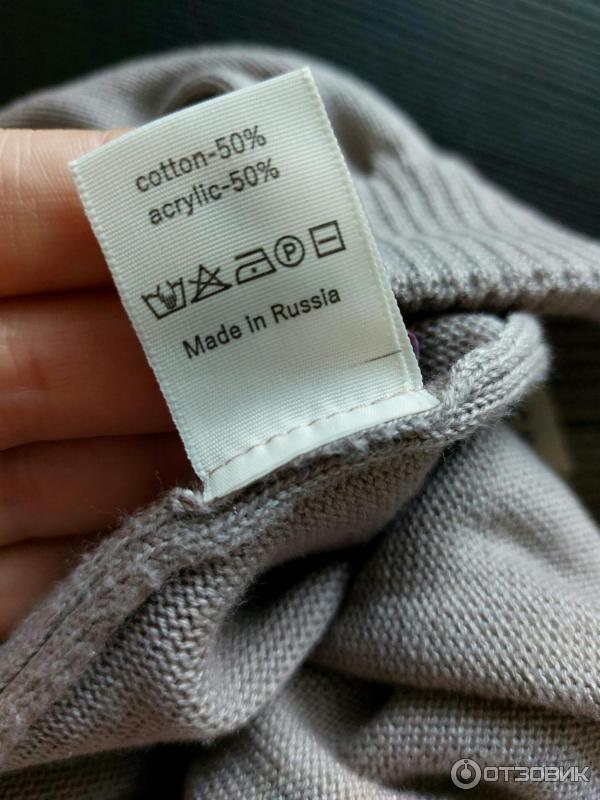 cotton-50%
acrylic-50%
P
Made in Russia
ОТЗОВИК